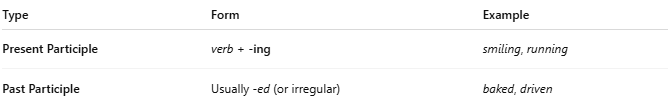 Type Form Example
Present Participle verb + -ing smiling, running
Past Participle Usually -ed (or irregular) baked, driven